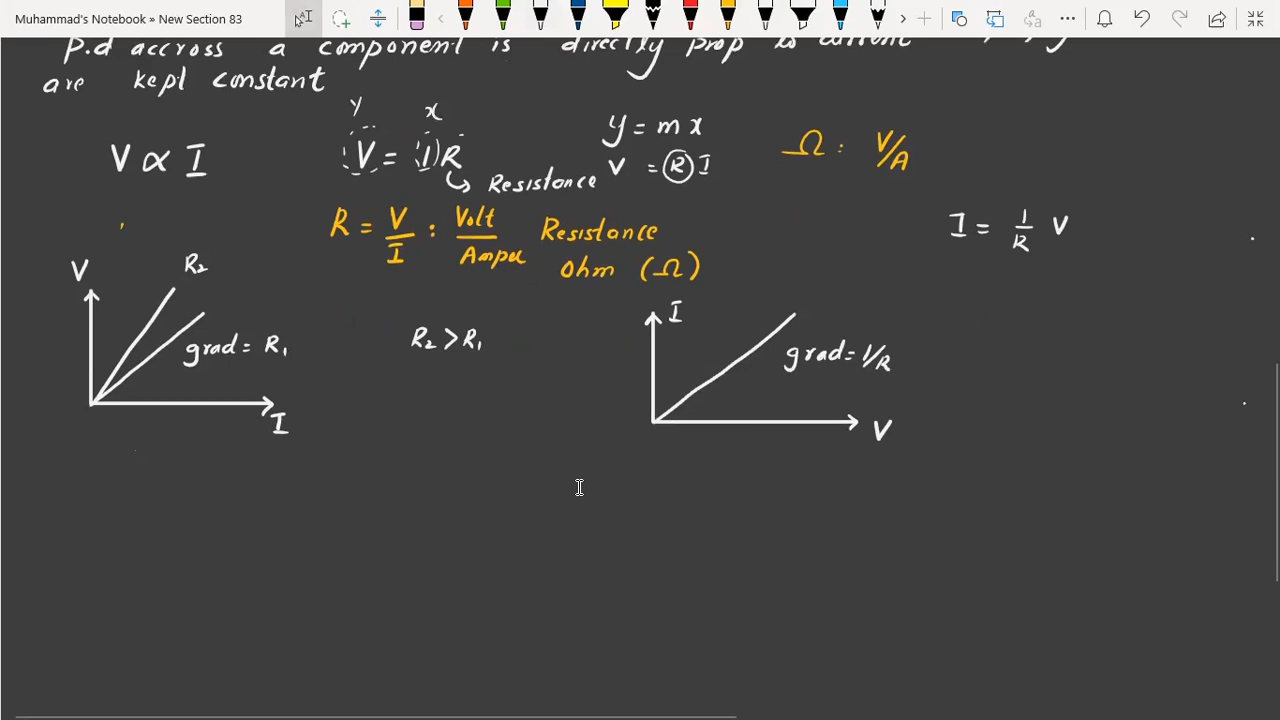 Muhammad's Notebook » New Section 83
p.d accross a component is directly prop to current
are kept constant
y x
V ∝ I V = I R y = m x Ω : V/A
Resistance V = R I
R = V/I : Volt/Ampere Resistance I = 1/R V
Ohm (Ω)
V R2 I
grad = R1 R2 > R1 grad = 1/R
I V